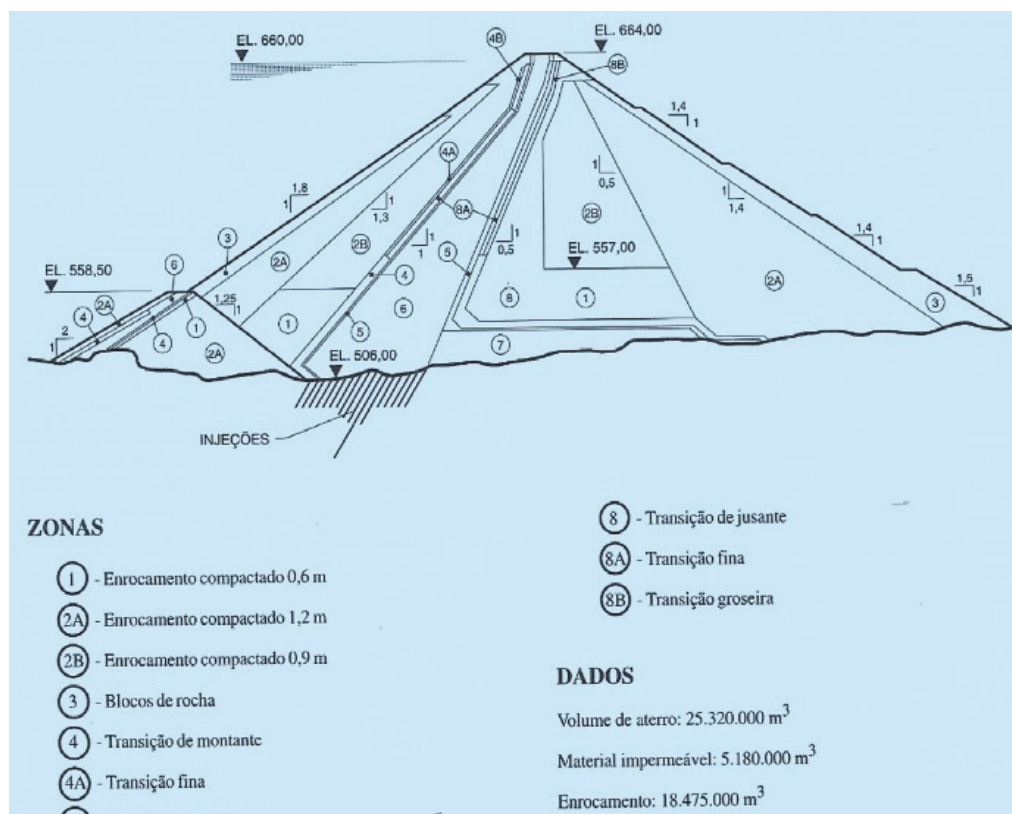 EL. 660,00
4B
EL. 664,00
8B
1,4
1
4A
1,8
1
1
1,3
8A
1
0,5
1
1,4
2B
2B
3
2A
1
1
1
0,5
1,4
1
EL. 557,00
EL. 558,50
6
5
2A
4
1,25
1
4
6
8
1
2A
1,5
1
3
2
1
4
1
2A
1
5
7
EL. 506,00
INJEÇÕES
ZONAS
1 - Enrocamento compactado 0,6 m
2A - Enrocamento compactado 1,2 m
2B - Enrocamento compactado 0,9 m
3 - Blocos de rocha
4 - Transição de montante
4A - Transição fina
8 - Transição de jusante
8A - Transição fina
8B - Transição groseira
DADOS
Volume de aterro: 25.320.000 m³
Material impermeável: 5.180.000 m³
Enrocamento: 18.475.000 m³